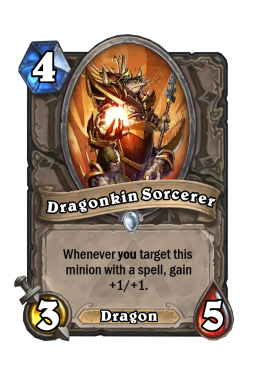 4
Dragonkin Sorcerer
Whenever you target this
minion with a spell, gain
+1/+1.
3
Dragon
5